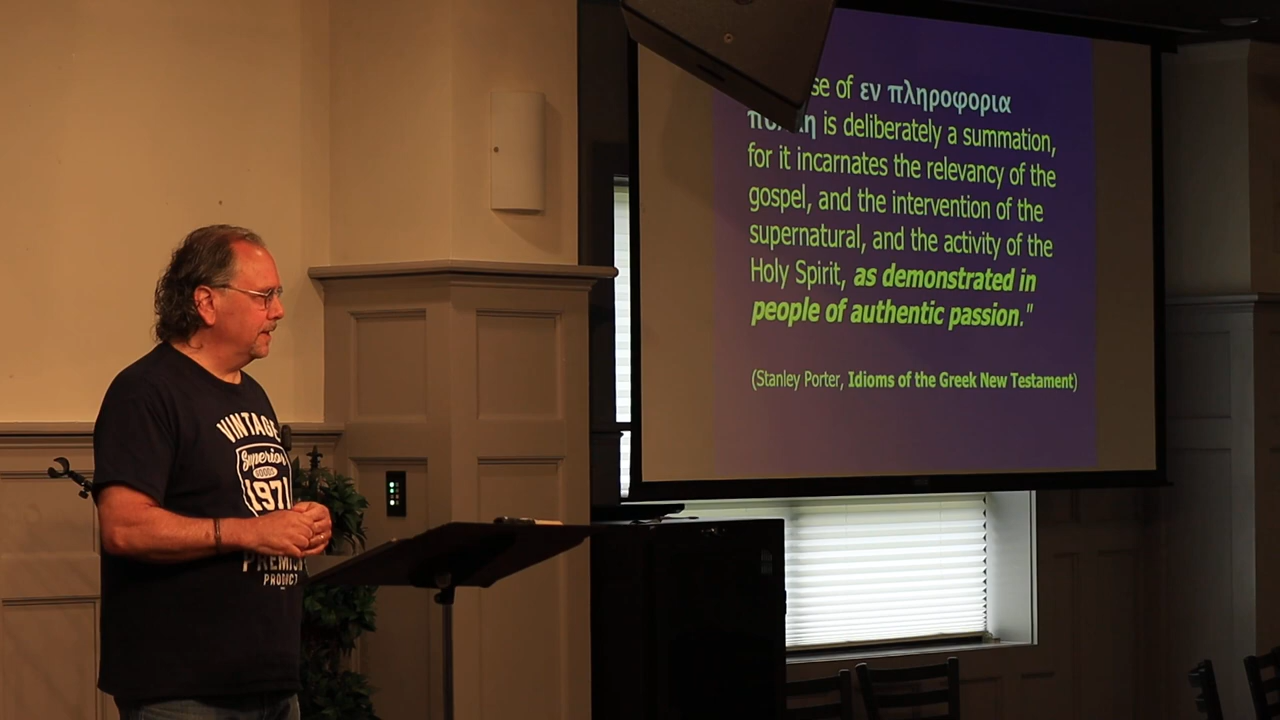 VINTAGE
Superior
GOODS
1971
PREMIUM
PRODUCT
se of εν πληροφορια
is deliberately a summation,
for it incarnates the relevancy of the
gospel, and the intervention of the
supernatural, and the activity of the
Holy Spirit, as demonstrated in
people of authentic passion."
(Stanley Porter, Idioms of the Greek New Testament)